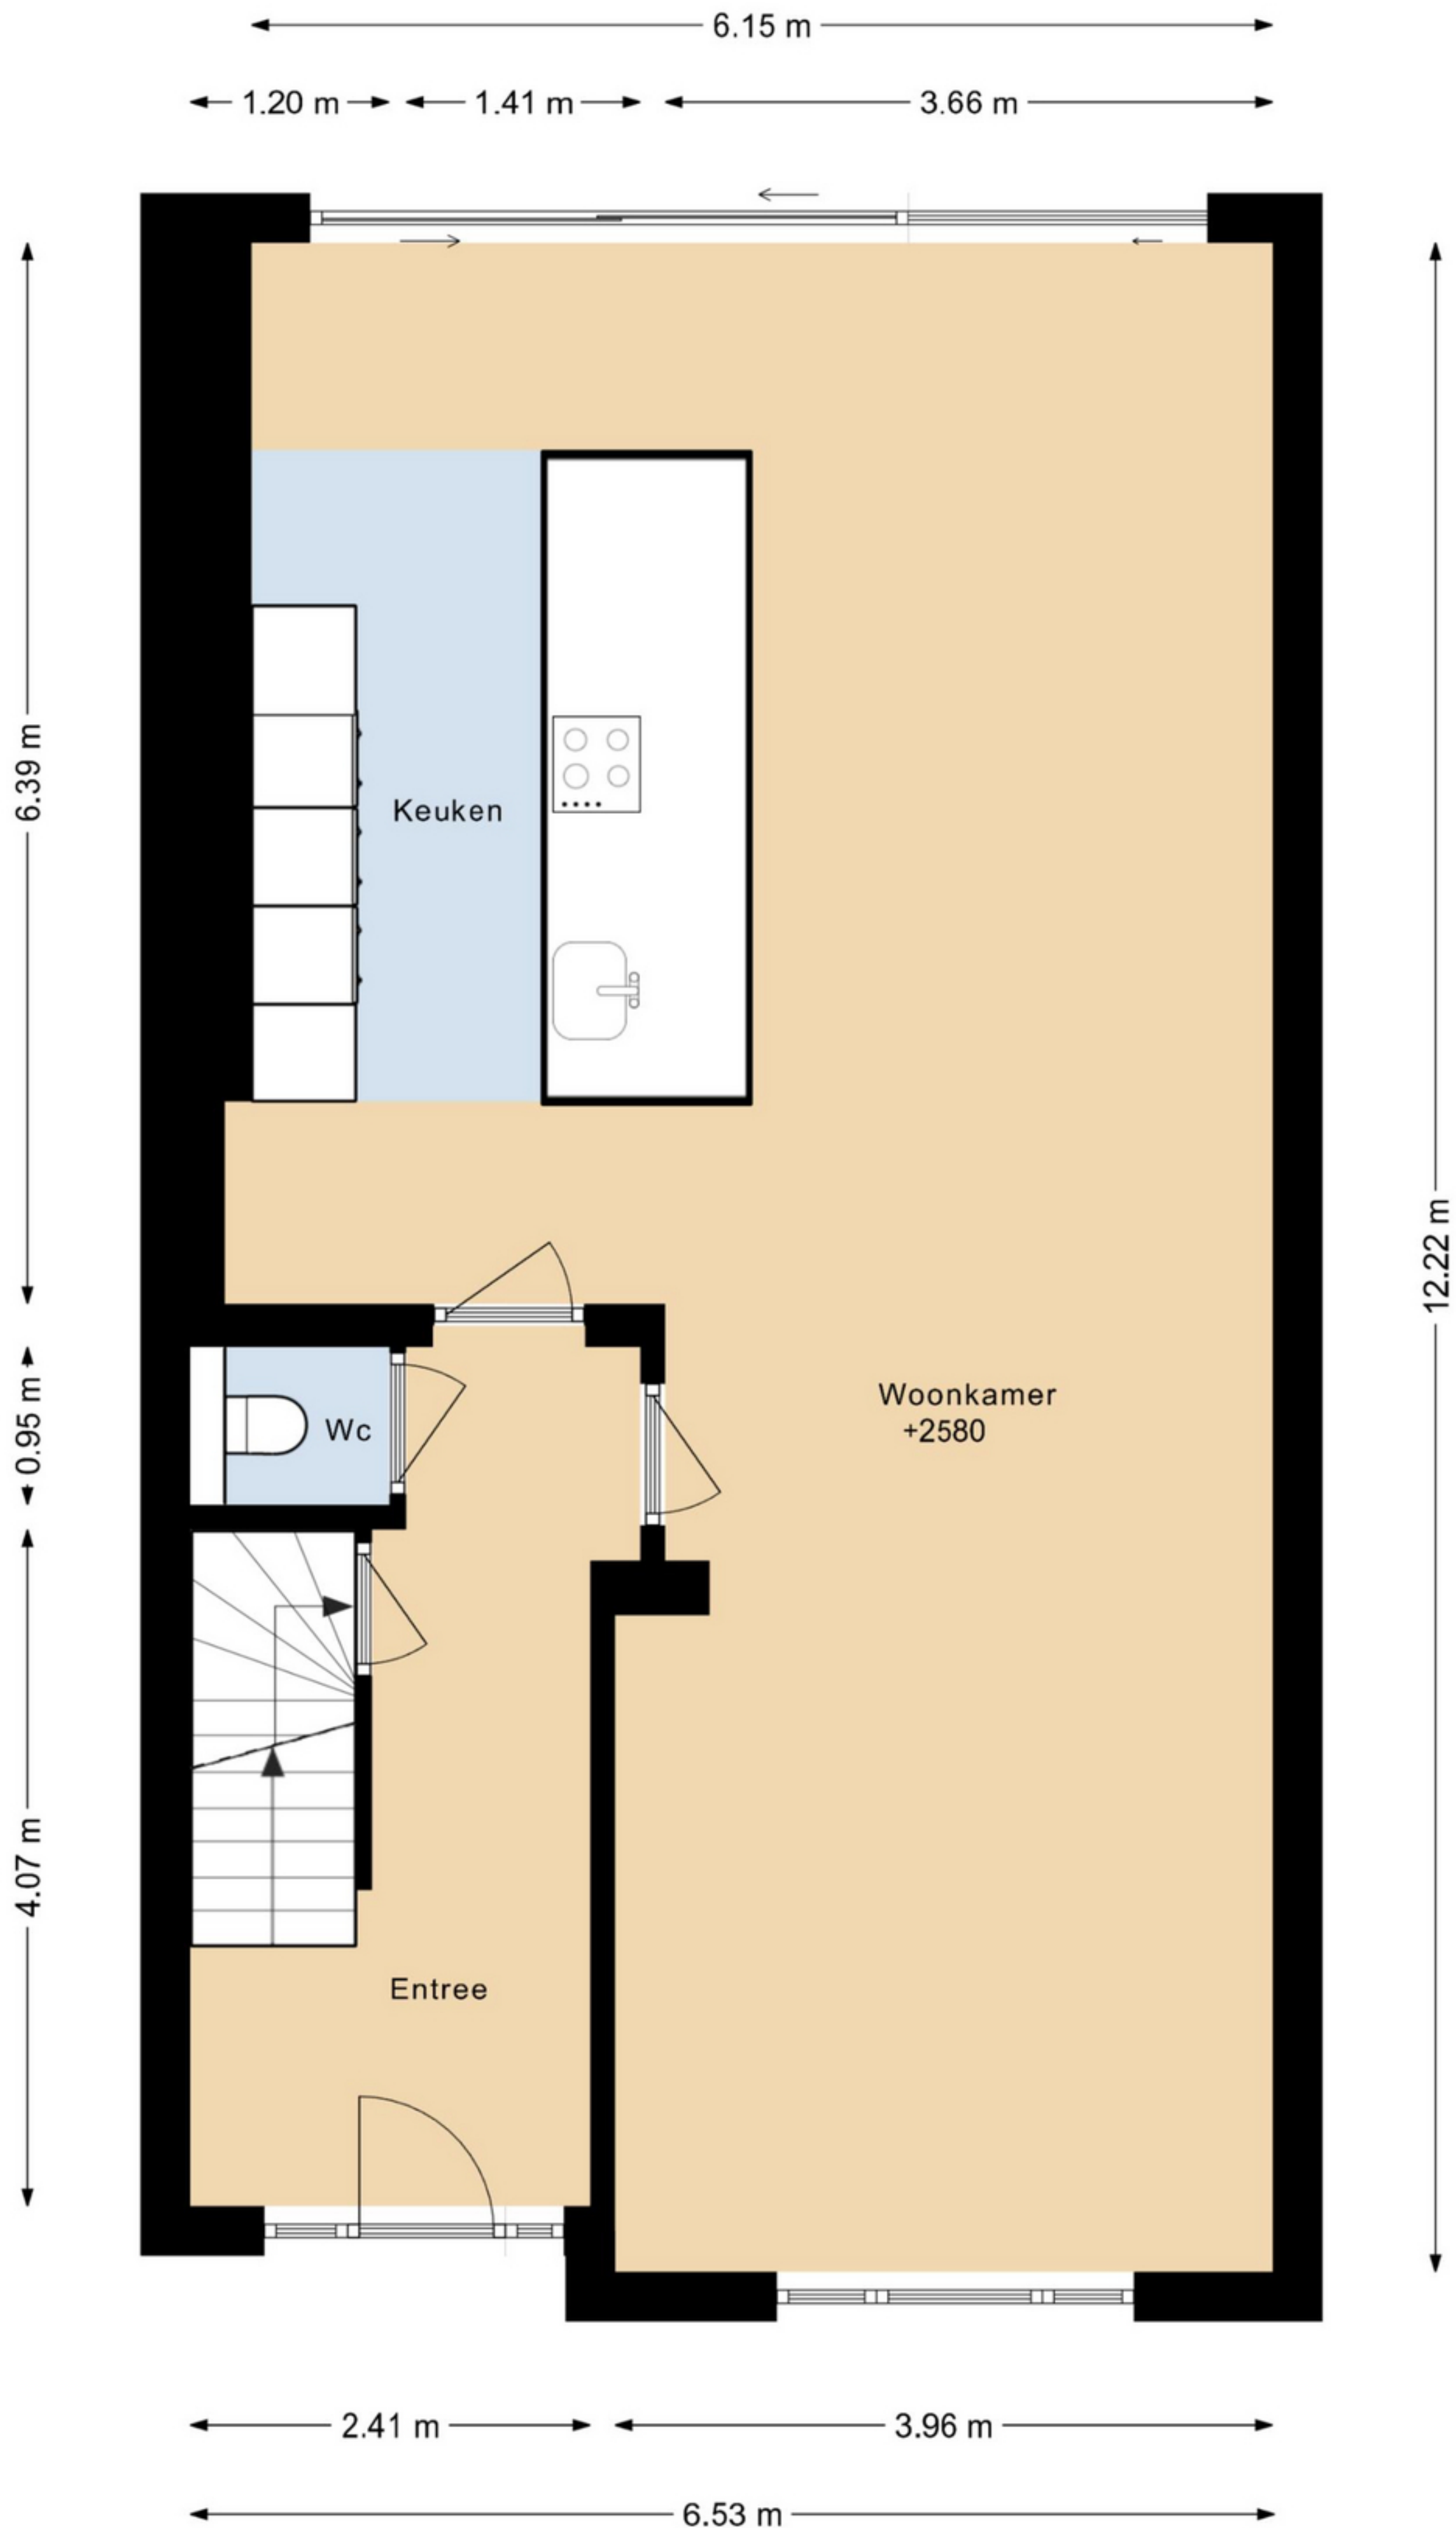 6.15 m
1.20 m
1.41 m
3.66 m
6.39 m
Keuken
12.22 m
Woonkamer
+2580
0.95 m
Wc
4.07 m
Entree
2.41 m
3.96 m
6.53 m